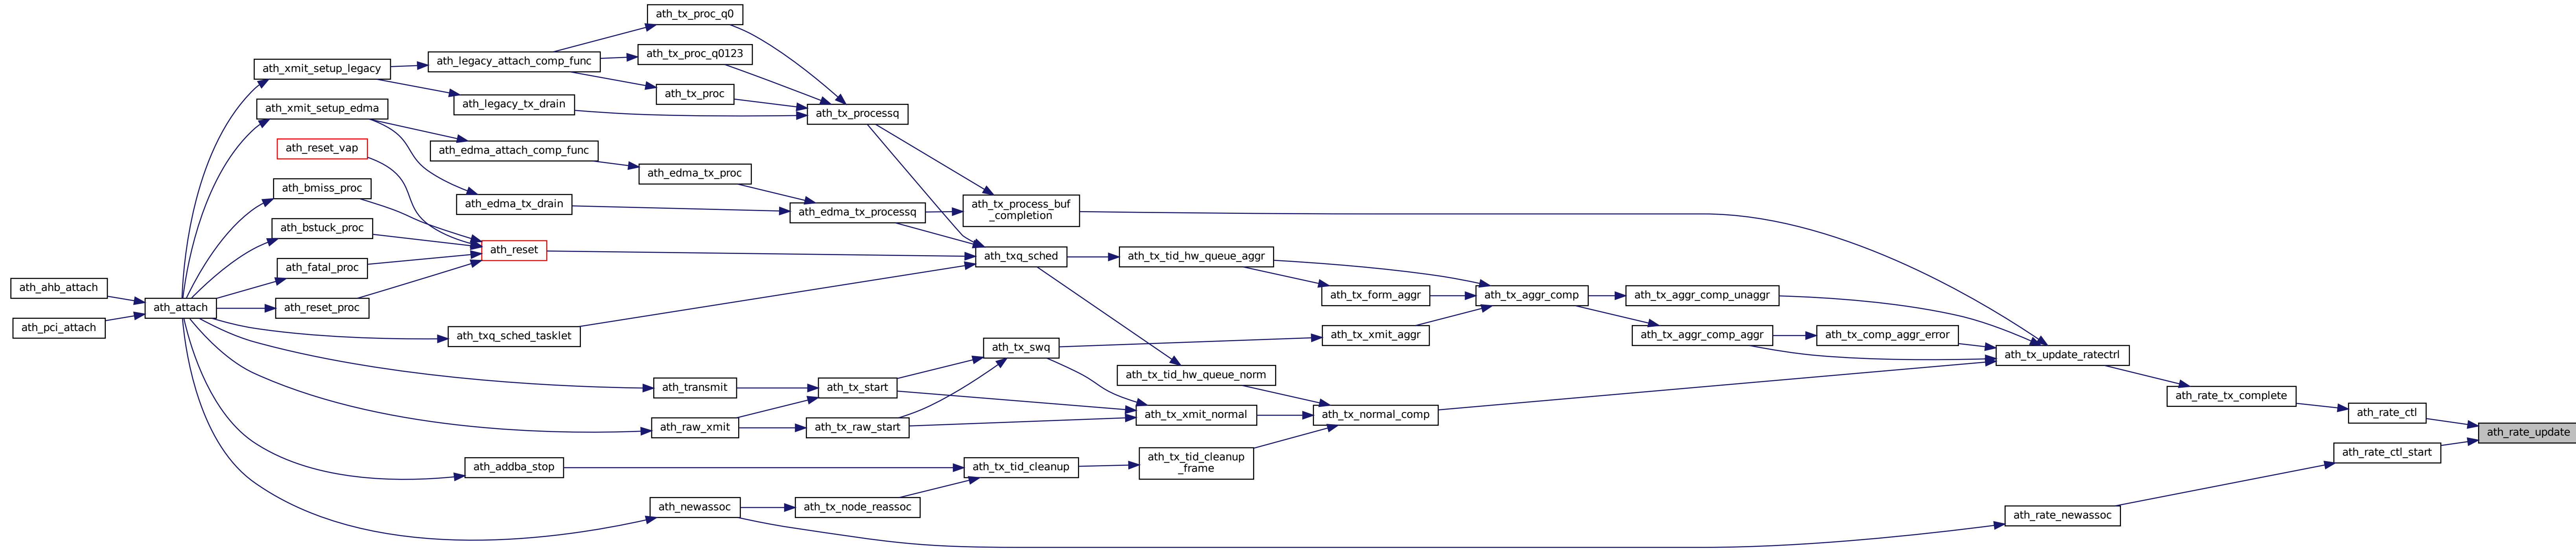 ath_tx_proc_q0
ath_tx_proc_q0123
ath_legacy_attach_comp_func
ath_xmit_setup_legacy
ath_tx_proc
ath_legacy_tx_drain
ath_xmit_setup_edma
ath_tx_processq
ath_reset_vap
ath_edma_attach_comp_func
ath_edma_tx_proc
ath_bmiss_proc
ath_edma_tx_drain
ath_edma_tx_processq
ath_tx_process_buf
_completion
ath_bstuck_proc
ath_reset
ath_txq_sched
ath_tx_tid_hw_queue_aggr
ath_fatal_proc
ath_ahb_attach
ath_tx_form_aggr
ath_tx_aggr_comp
ath_tx_aggr_comp_unaggr
ath_attach
ath_reset_proc
ath_pci_attach
ath_txq_sched_tasklet
ath_tx_xmit_aggr
ath_tx_aggr_comp_aggr
ath_tx_comp_aggr_error
ath_tx_swq
ath_tx_update_ratectrl
ath_tx_tid_hw_queue_norm
ath_transmit
ath_tx_start
ath_rate_tx_complete
ath_tx_xmit_normal
ath_tx_normal_comp
ath_rate_ctl
ath_raw_xmit
ath_tx_raw_start
ath_rate_update
ath_rate_ctl_start
ath_addba_stop
ath_tx_tid_cleanup
ath_tx_tid_cleanup
_frame
ath_newassoc
ath_tx_node_reassoc
ath_rate_newassoc